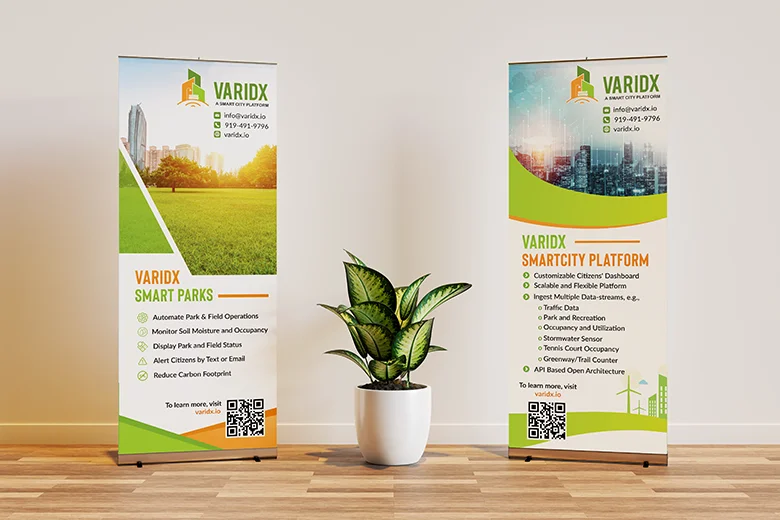 VARIDX
A SMART CITY PLATFORM
info@varidx.io
919-491-9796
varidx.io
VARIDX
SMART PARKS
Automate Park & Field Operations
Monitor Soil Moisture and Occupancy
Display Park and Field Status
Alert Citizens by Text or Email
Reduce Carbon Footprint
To learn more, visit
varidx.io
VARIDX
A SMART CITY PLATFORM
info@varidx.io
919-491-9796
varidx.io
VARIDX
SMARTCITY PLATFORM
Customizable Citizens' Dashboard
Scalable and Flexible Platform
Ingest Multiple Data-streams, e.g.,
Traffic Data
Park and Recreation
Occupancy and Utilization
Stormwater Sensor
Tennis Court Occupancy
Greenway/Trail Counter
API Based Open Architecture
To learn more, visit
varidx.io